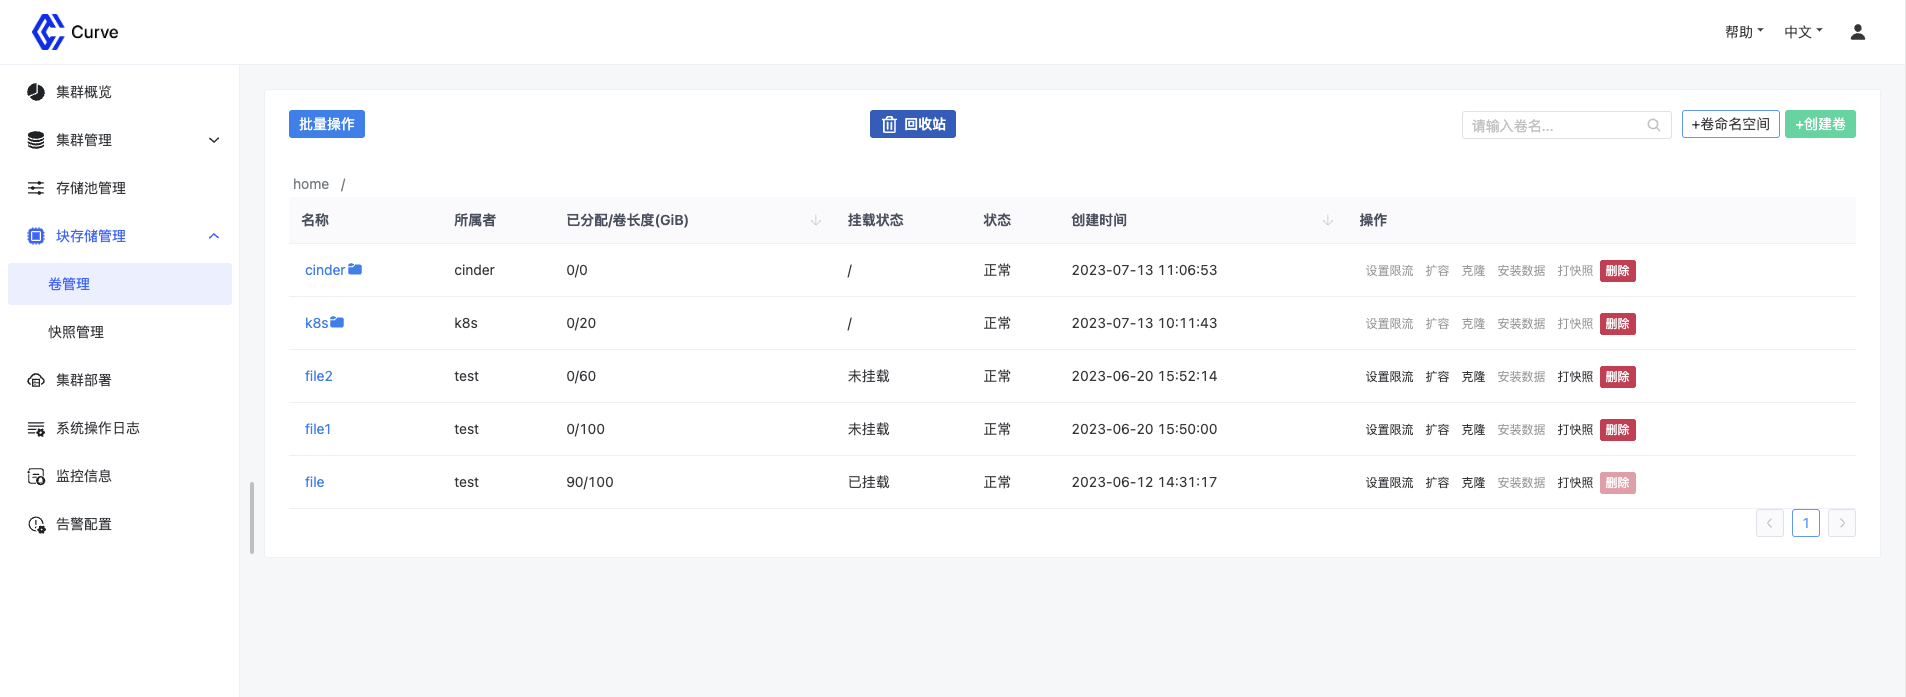 Curve
帮助 中文
集群概览
集群管理
存储池管理
块存储管理
卷管理
快照管理
集群部署
系统操作日志
监控信息
告警配置
批量操作 回收站 请输入卷名... +卷命名空间 +创建卷
home /
名称 所属者 已分配/卷长度(GiB) 挂载状态 状态 创建时间 操作
cinder cinder 0/0 / 正常 2023-07-13 11:06:53 设置限流 扩容 克隆 安装数据 打快照 删除
k8s k8s 0/20 / 正常 2023-07-13 10:11:43 设置限流 扩容 克隆 安装数据 打快照 删除
file2 test 0/60 未挂载 正常 2023-06-20 15:52:14 设置限流 扩容 克隆 安装数据 打快照 删除
file1 test 0/100 未挂载 正常 2023-06-20 15:50:00 设置限流 扩容 克隆 安装数据 打快照 删除
file test 90/100 已挂载 正常 2023-06-12 14:31:17 设置限流 扩容 克隆 安装数据 打快照 删除
1